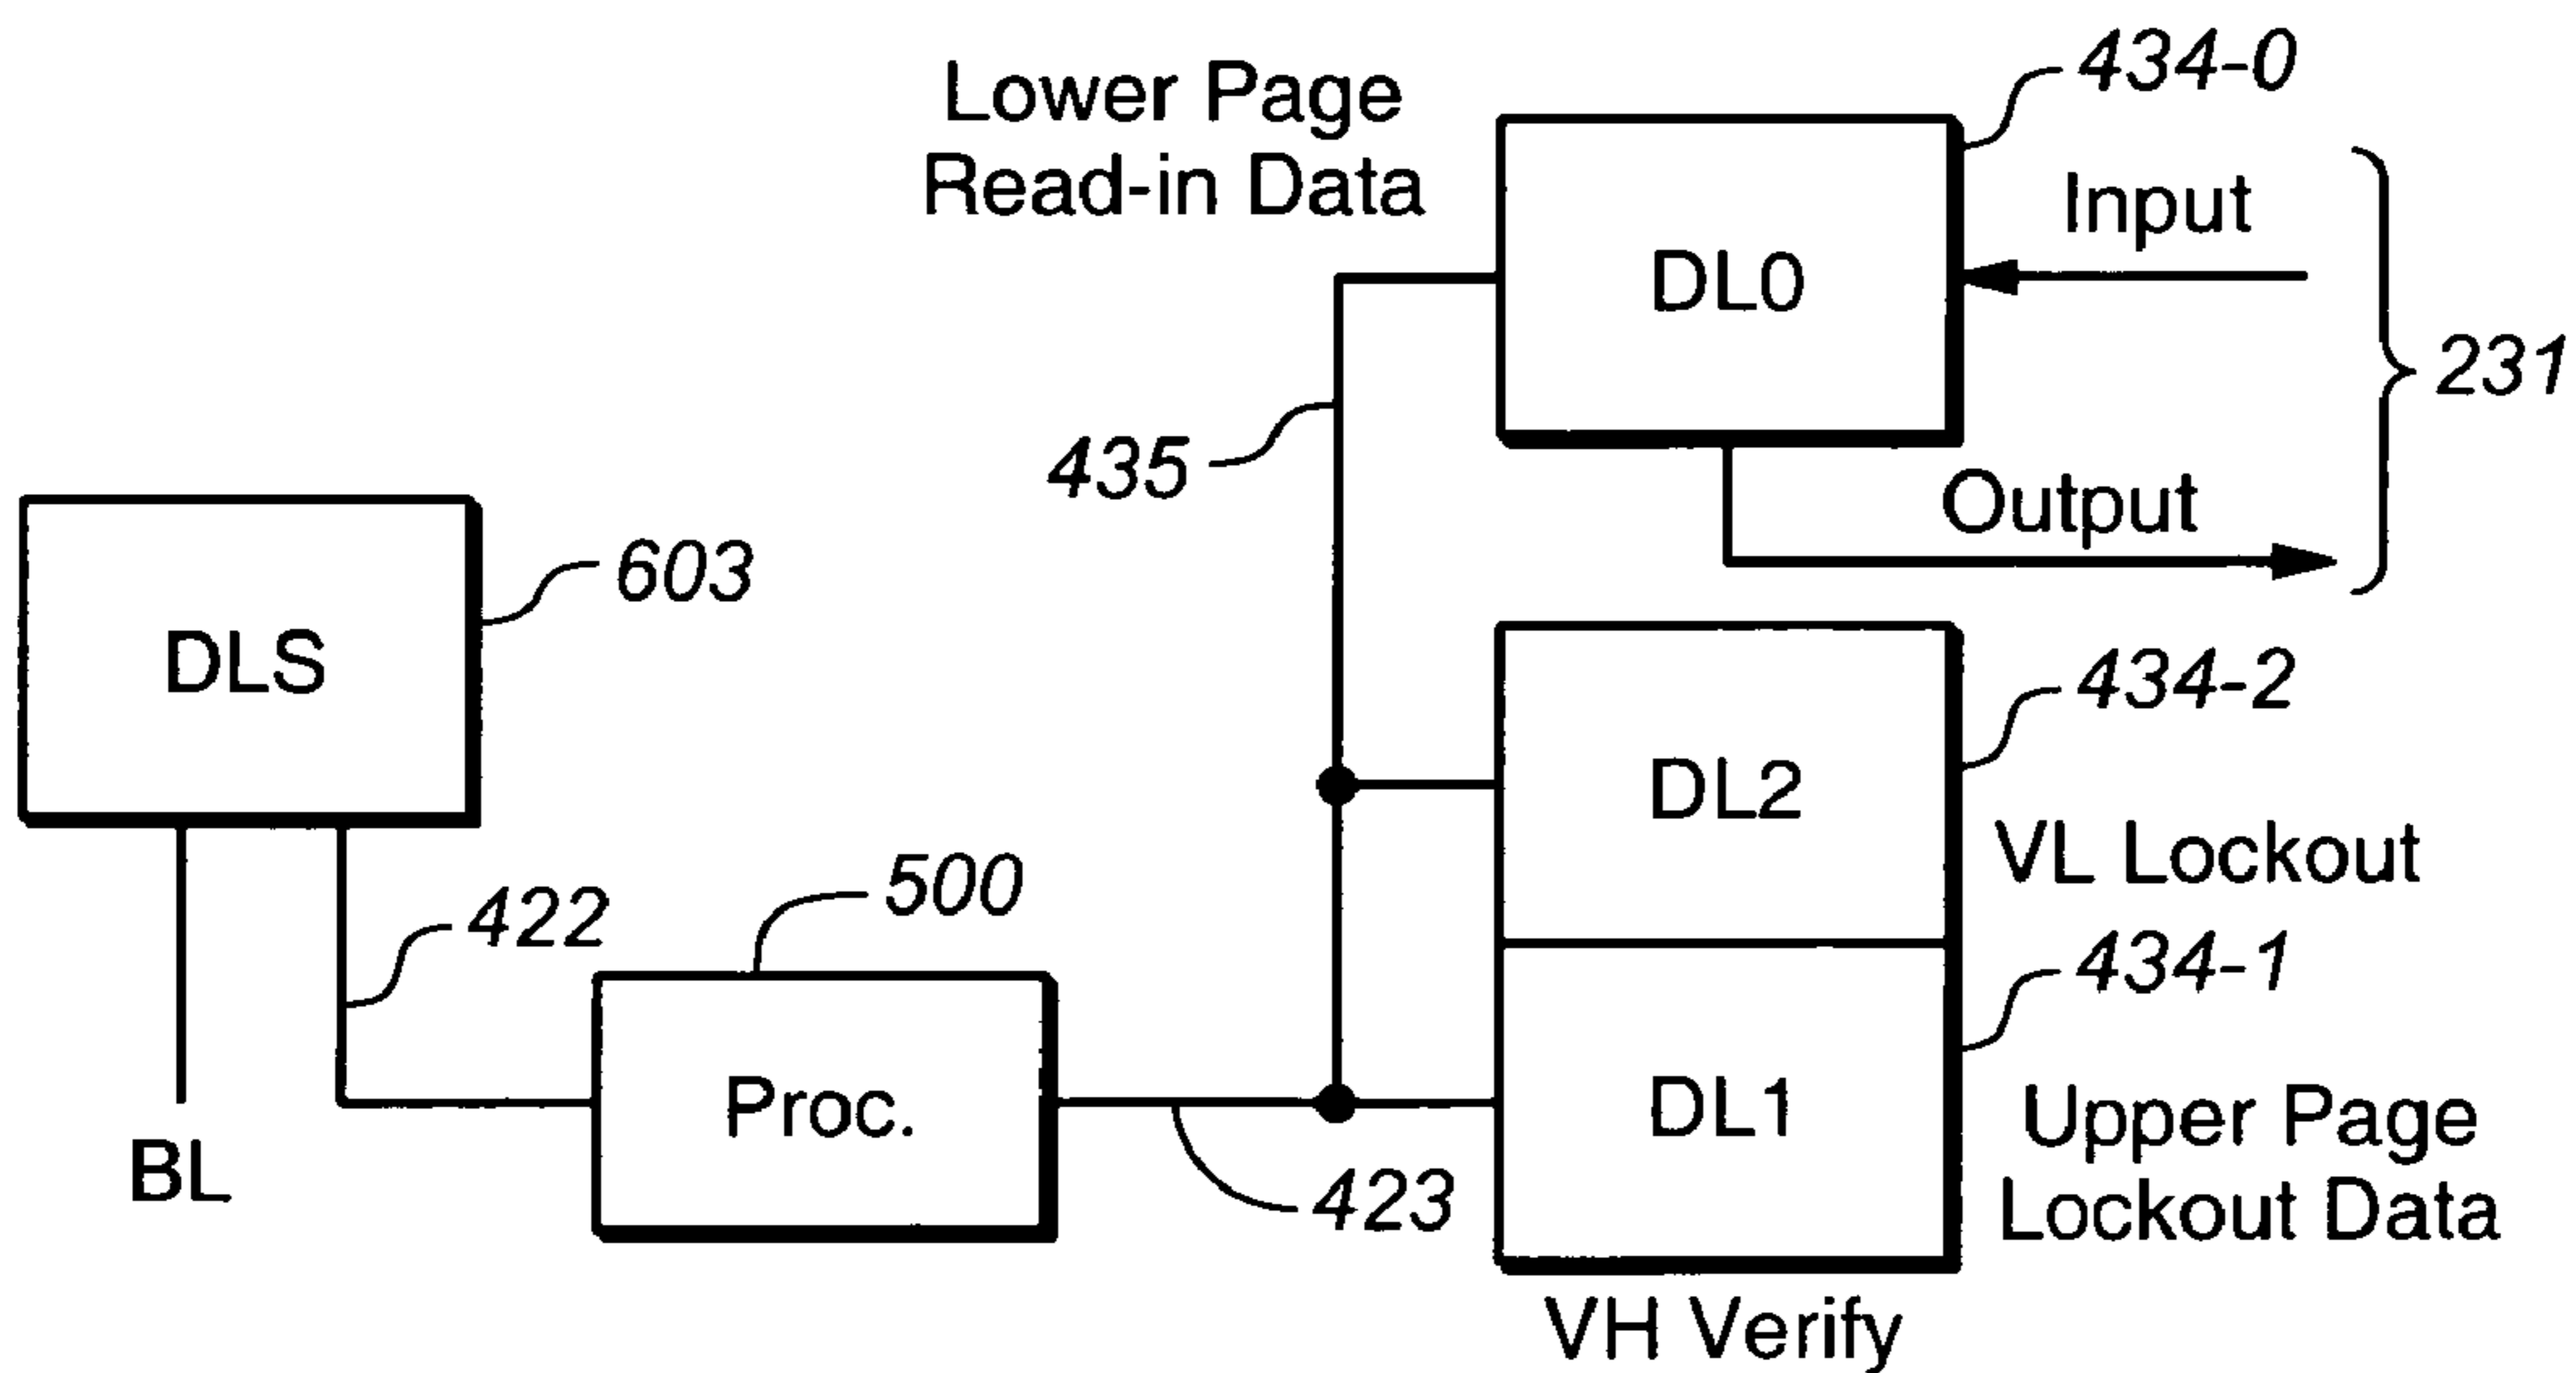 434-0
Lower Page
Read-in Data
Input
DL0
231
435
Output
603
DLS
434-2
DL2
VL Lockout
500
422
434-1
Proc.
DL1
Upper Page
Lockout Data
BL
423
VH Verify